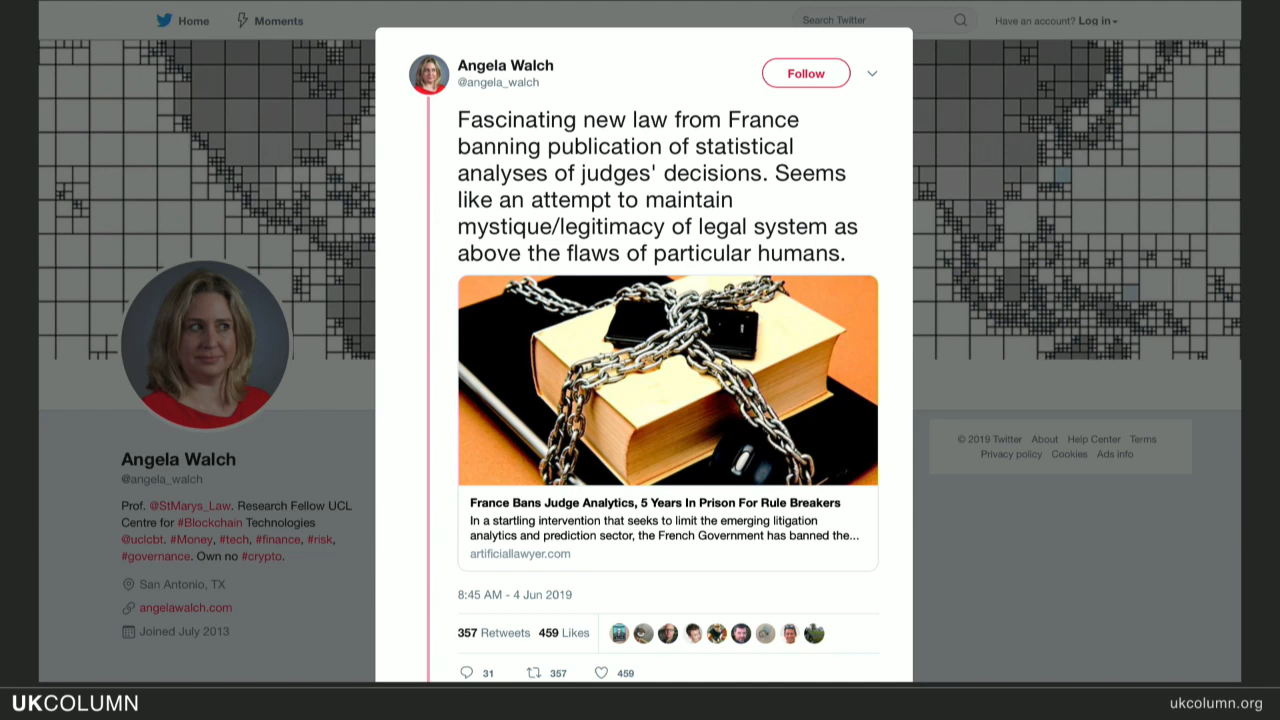 Home
Moments
Search Twitter
Have an account? Log in
Angela Walch
@angela_walch
Follow
Fascinating new law from France
banning publication of statistical
analyses of judges' decisions. Seems
like an attempt to maintain
mystique/legitimacy of legal system as
above the flaws of particular humans.
France Bans Judge Analytics, 5 Years In Prison For Rule Breakers
In a startling intervention that seeks to limit the emerging litigation
analytics and prediction sector, the French Government has banned the...
artificiallawyer.com
8:45 AM - 4 Jun 2019
357 Retweets 459 Likes
31 357 459
Angela Walch
@angela_walch
Prof. @StMarys_Law. Research Fellow UCL
Centre for #Blockchain Technologies
@uclcbt. #Money, #tech, #finance, #risk,
#governance. Own no #crypto.
San Antonio, TX
angelawalch.com
Joined July 2013
© 2019 Twitter About Help Center Terms
Privacy policy Cookies Ads info
UKCOLUMN
ukcolumn.org